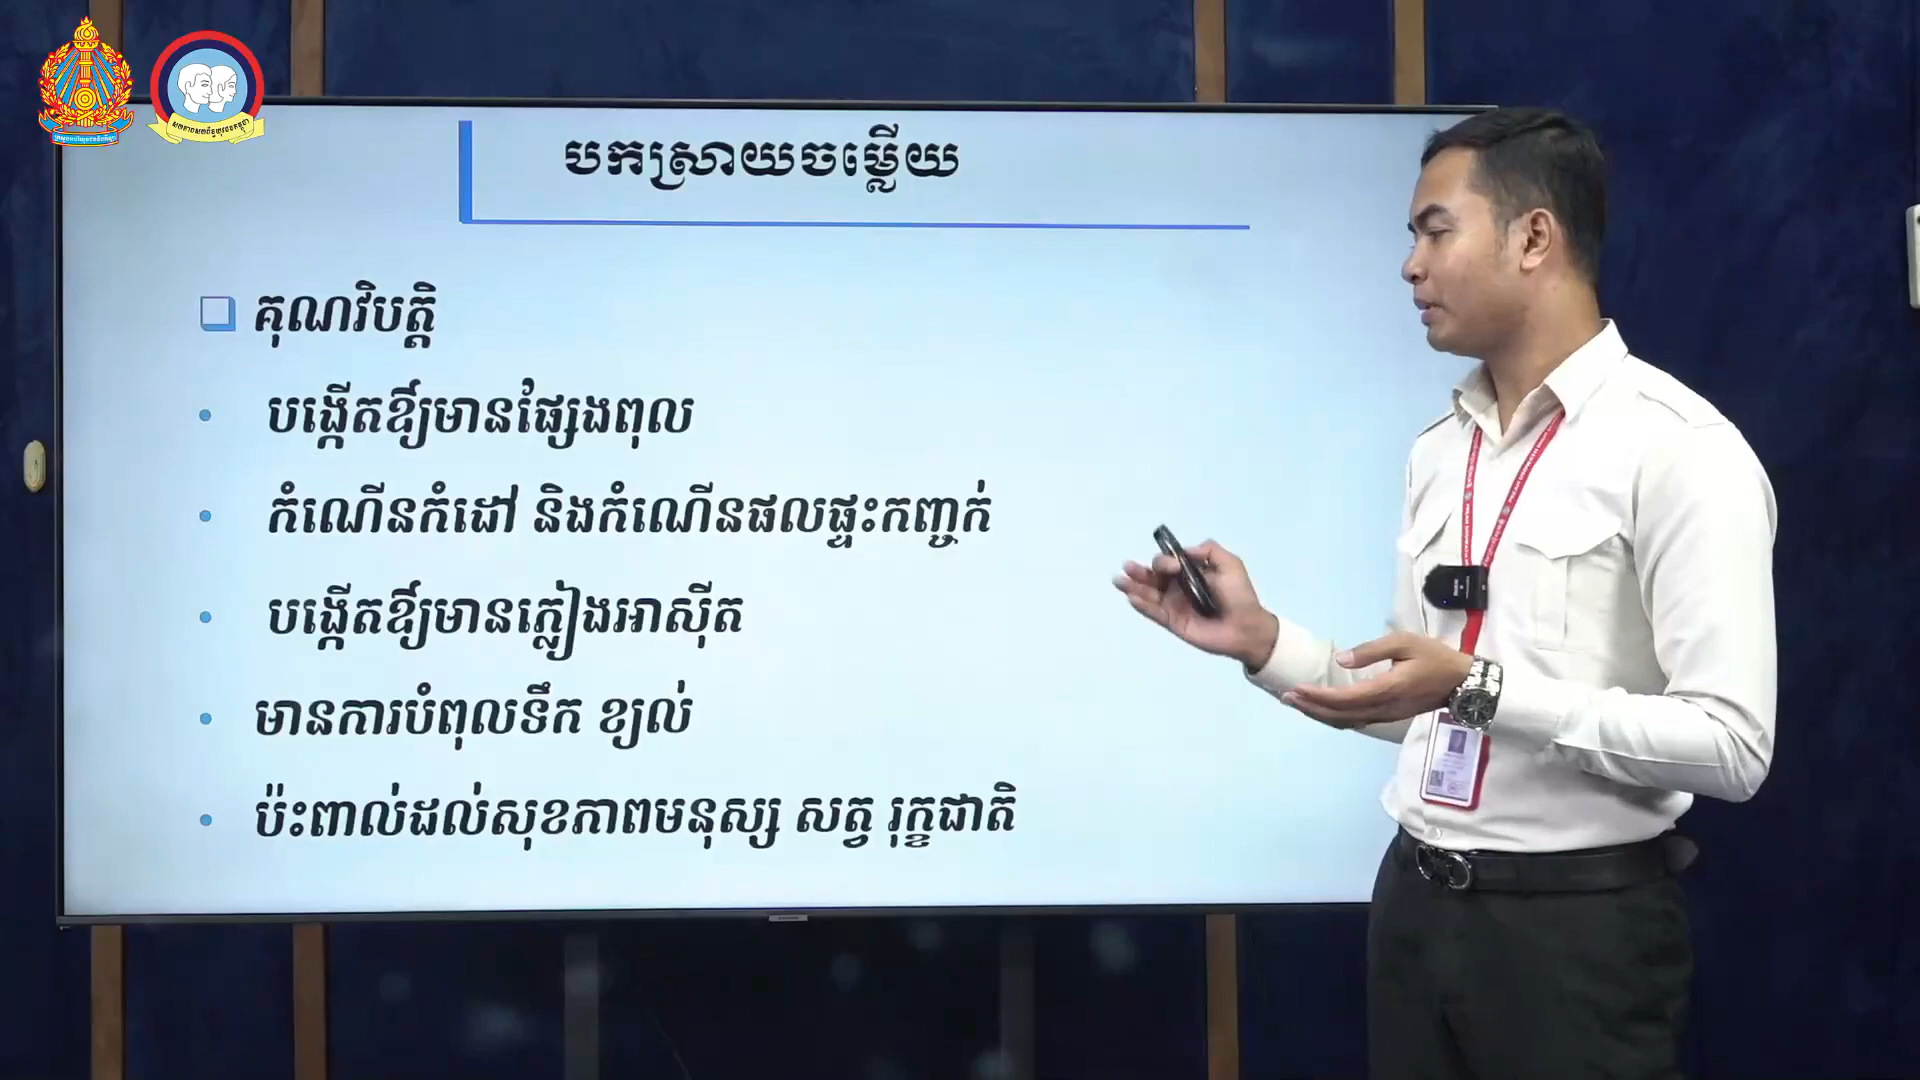 បកស្រាយចម្លើយ
គុណវិបត្តិ
បង្កើតឱ្យមានផ្សែងពុល
កំណើនកំដៅ និងកំណើនផលផ្ទះកញ្ចក់
បង្កើតឱ្យមានភ្លៀងអាស៊ីត
មានការបំពុលទឹក ខ្យល់
ប៉ះពាល់ដល់សុខភាពមនុស្ស សត្វ រុក្ខជាតិ